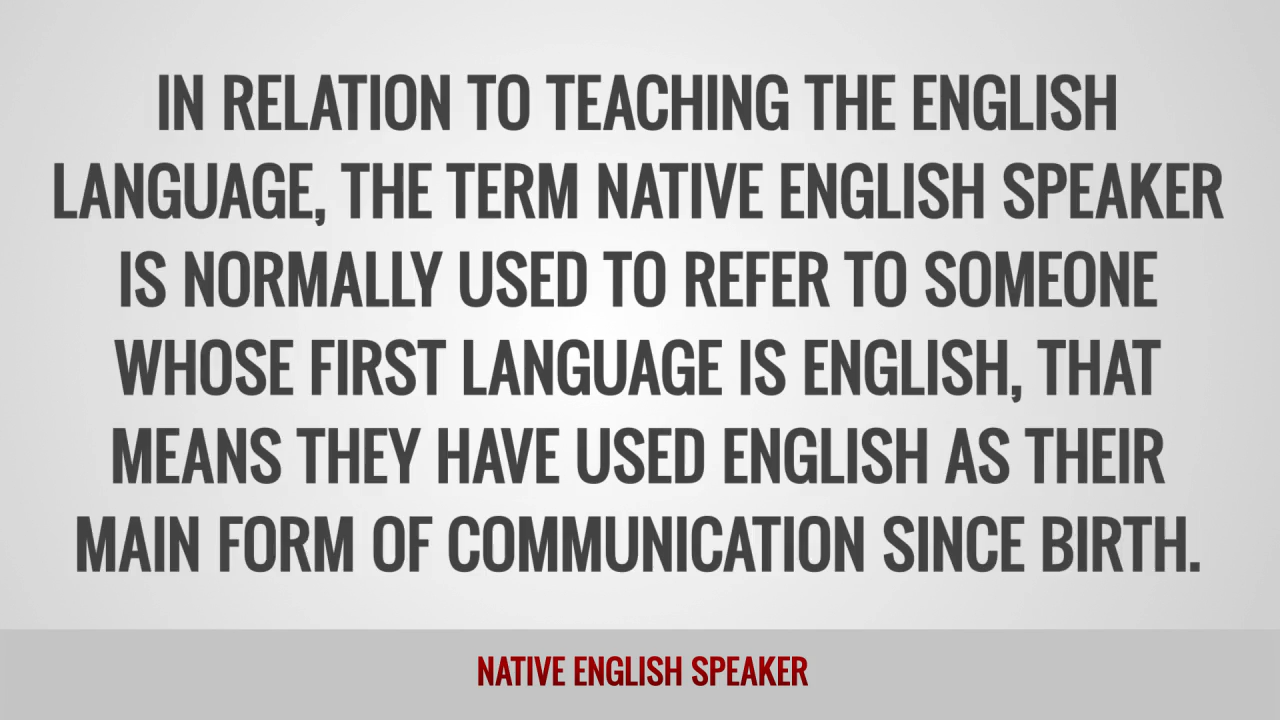 IN RELATION TO TEACHING THE ENGLISH
LANGUAGE, THE TERM NATIVE ENGLISH SPEAKER
IS NORMALLY USED TO REFER TO SOMEONE
WHOSE FIRST LANGUAGE IS ENGLISH, THAT
MEANS THEY HAVE USED ENGLISH AS THEIR
MAIN FORM OF COMMUNICATION SINCE BIRTH.
NATIVE ENGLISH SPEAKER